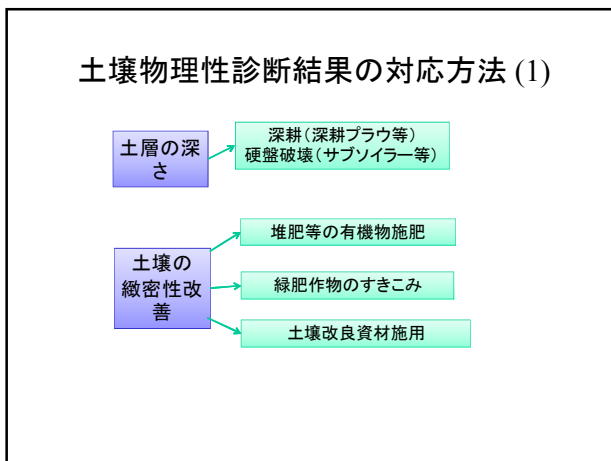 土壌物理性診断結果の対応方法 (1)
土層の深
さ
深耕(深耕プラウ等)
硬盤破壊(サブソイラー等)
土壌の
緻密性改
善
堆肥等の有機物施肥
緑肥作物のすきこみ
土壌改良資材施用